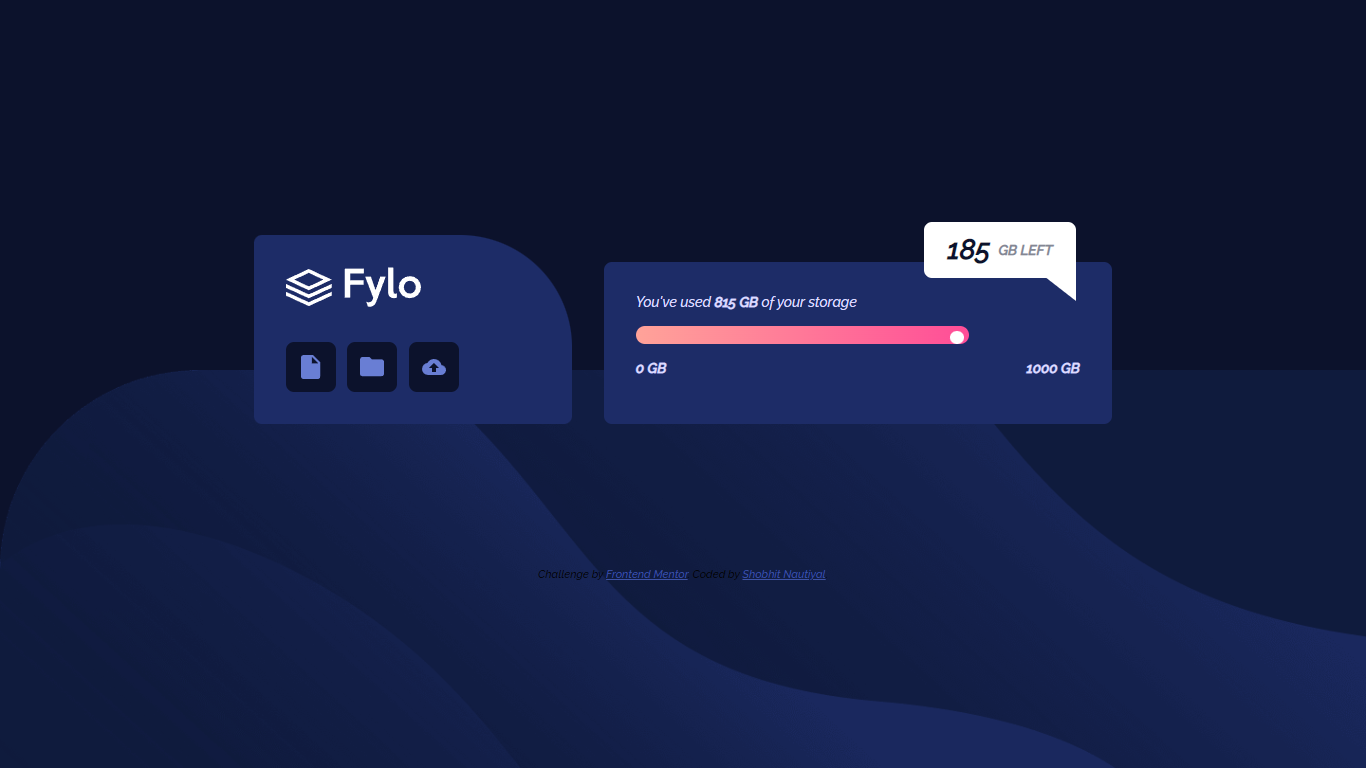 Fylo
185 GB LEFT
You've used 815 GB of your storage
0 GB
1000 GB
Challenge by Frontend Mentor. Coded by Shobhit Nautiyal.